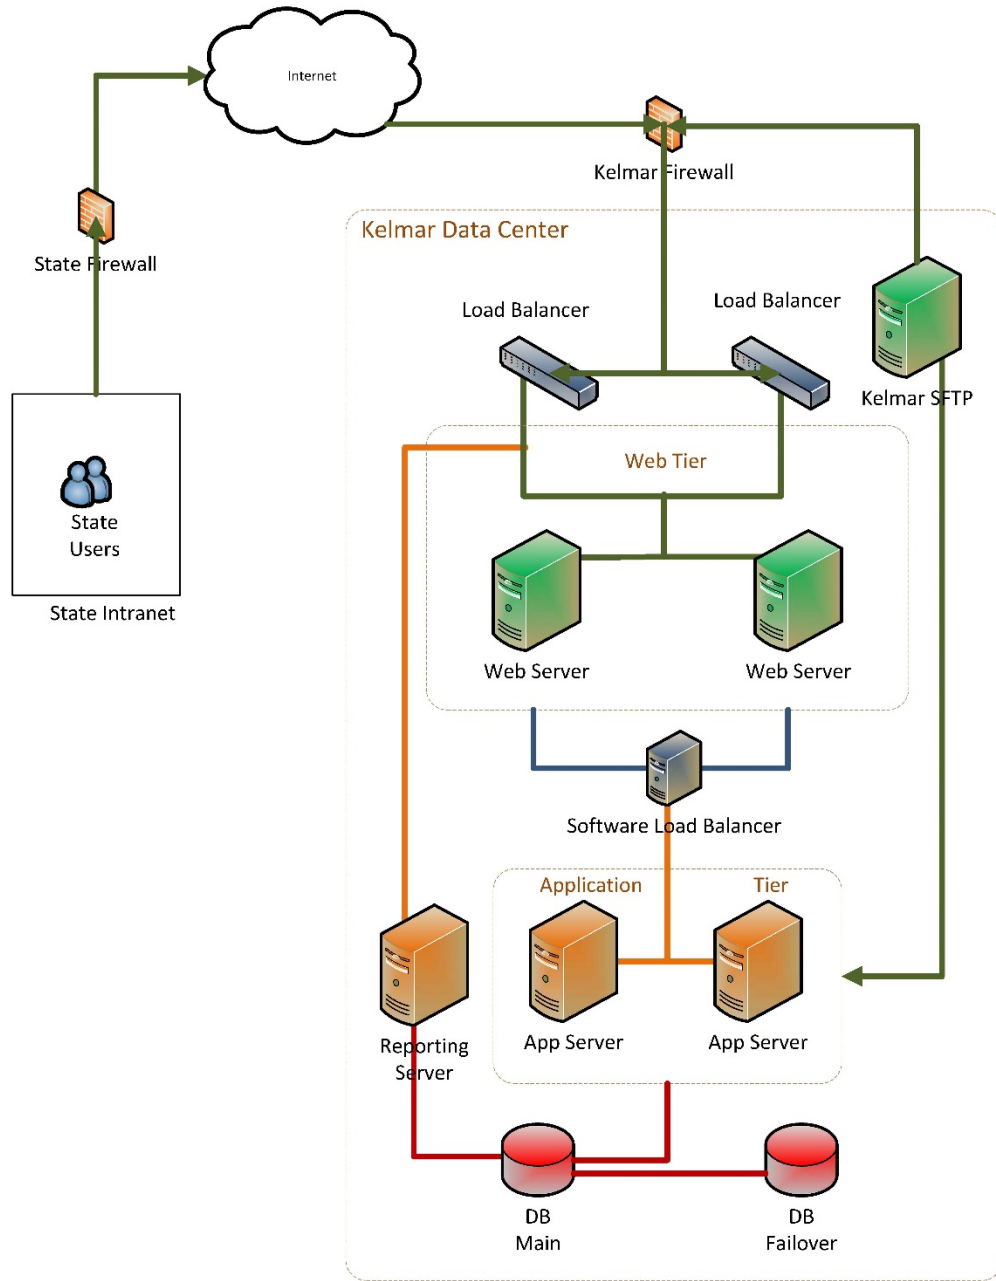 Internet
Kelmar Firewall
Kelmar Data Center
State Firewall
Load Balancer
Load Balancer
Kelmar SFTP
Web Tier
State
Users
State Intranet
Web Server
Web Server
Software Load Balancer
Application Tier
Reporting
Server
App Server
App Server
DB
Main
DB
Failover